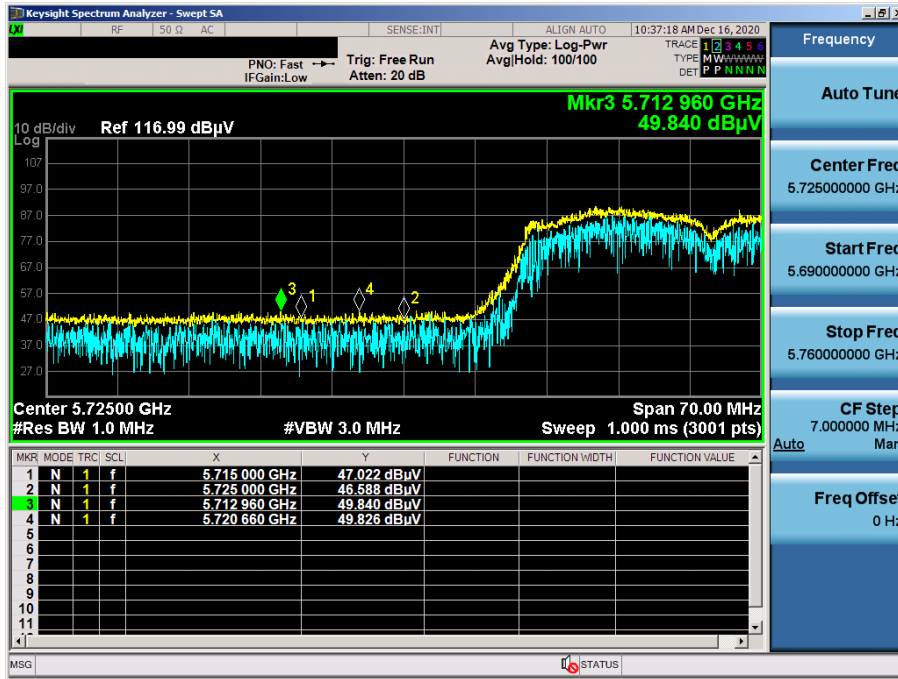 Keysight Spectrum Analyzer - Swept SA
LXI RF 50 Ω AC SENSE:INT ALIGN AUTO 10:37:18 AM Dec 16, 2020
Frequency
PNO: Fast
IFGain:Low
Trig: Free Run
Atten: 20 dB
Avg Type: Log-Pwr
Avg|Hold: 100/100
TRACE 1 2 3 4 5 6
TYPE M W W W W W
DET P P N N N N
Mkr3 5.712 960 GHz
49.840 dBµV
10 dB/div Ref 116.99 dBµV
Log
107
97.0
87.0
77.0
67.0
57.0
47.0
37.0
27.0
3
1
4
2
Center 5.72500 GHz
Span 70.00 MHz
#Res BW 1.0 MHz
#VBW 3.0 MHz
Sweep 1.000 ms (3001 pts)
MKR MODE TRC SCL X Y FUNCTION FUNCTION WIDTH FUNCTION VALUE
1 N 1 f 5.715 000 GHz 47.022 dBµV
2 N 1 f 5.725 000 GHz 46.588 dBµV
3 N 1 f 5.712 960 GHz 49.840 dBµV
4 N 1 f 5.720 660 GHz 49.826 dBµV
5
6
7
8
9
10
11
MSG
STATUS
Auto Tune
Center Freq
5.725000000 GHz
Start Freq
5.690000000 GHz
Stop Freq
5.760000000 GHz
CF Step
7.000000 MHz
Auto Man
Freq Offset
0 Hz